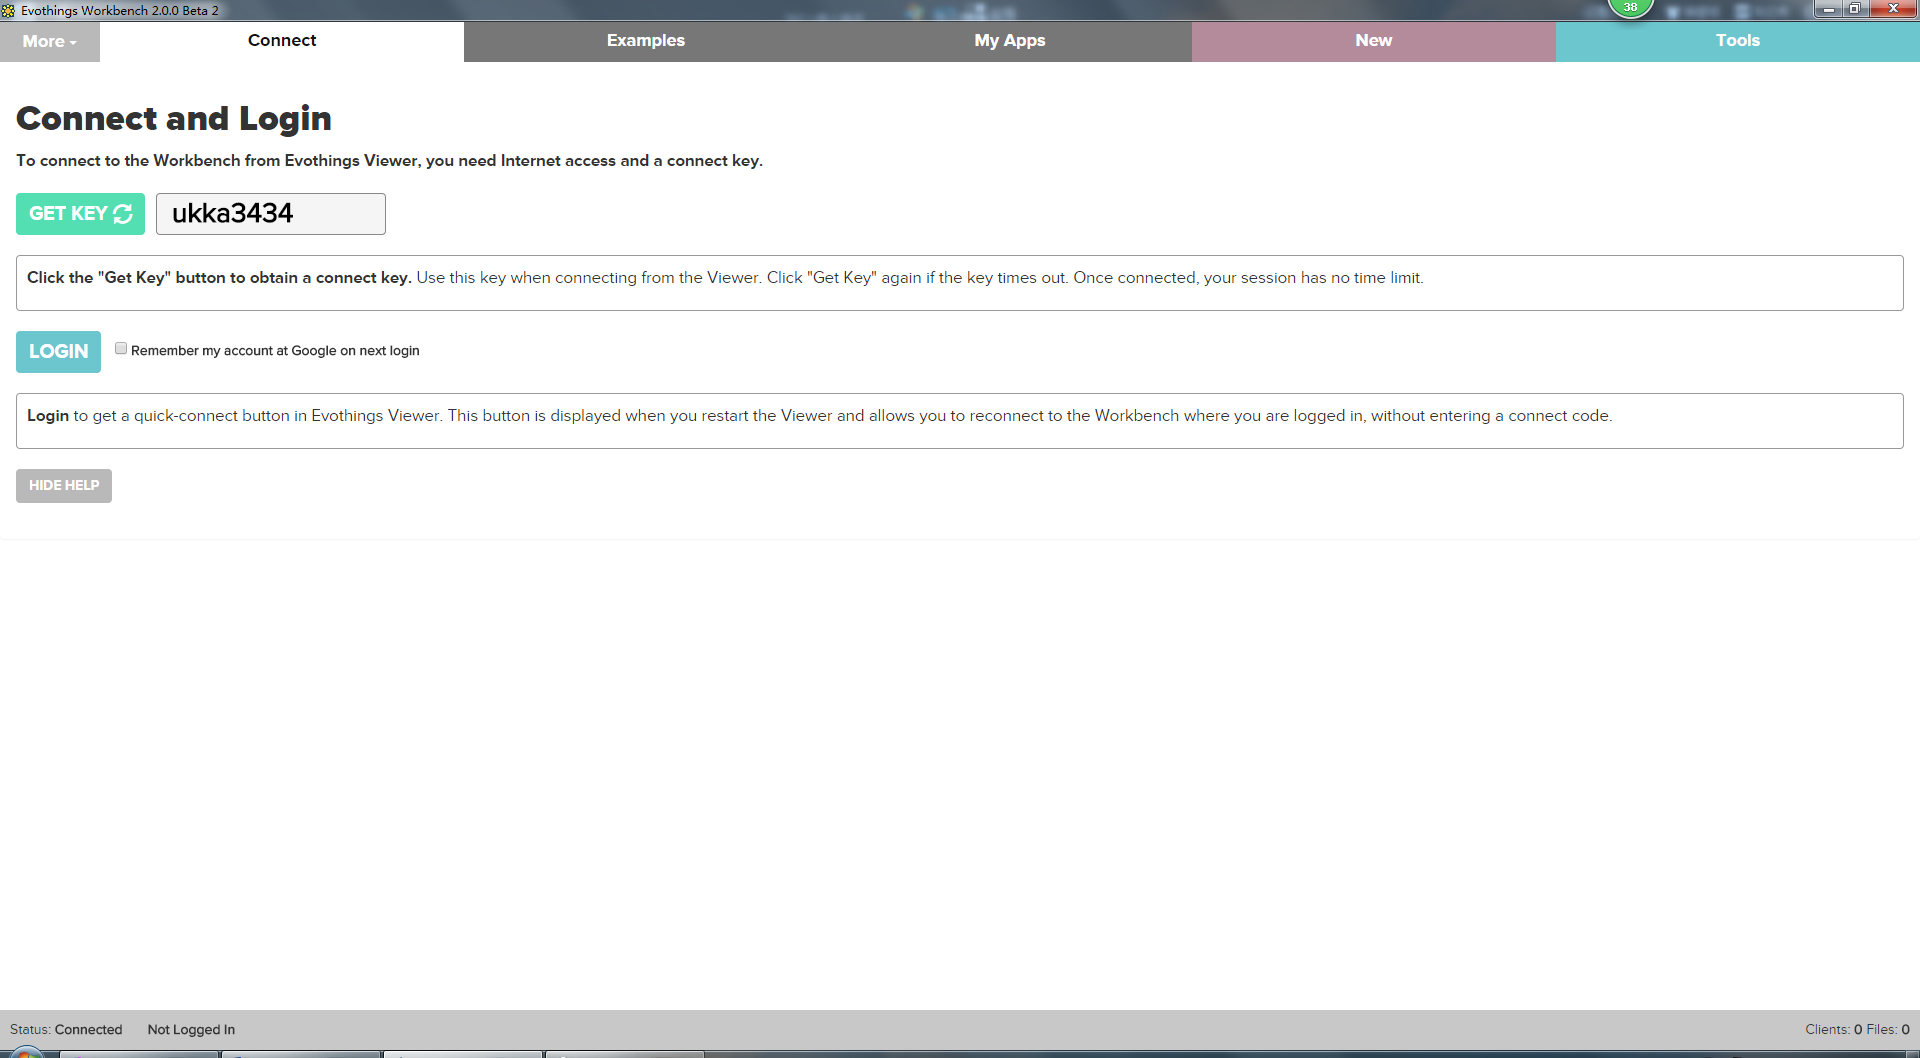 Evothings Workbench 2.0.0 Beta 2
38
More
Connect
Examples
My Apps
New
Tools
Connect and Login
To connect to the Workbench from Evothings Viewer, you need Internet access and a connect key.
GET KEY
ukka3434
Click the "Get Key" button to obtain a connect key. Use this key when connecting from the Viewer. Click "Get Key" again if the key times out. Once connected, your session has no time limit.
LOGIN
Remember my account at Google on next login
Login to get a quick-connect button in Evothings Viewer. This button is displayed when you restart the Viewer and allows you to reconnect to the Workbench where you are logged in, without entering a connect code.
HIDE HELP
Status: Connected
Not Logged In
Clients: 0 Files: 0